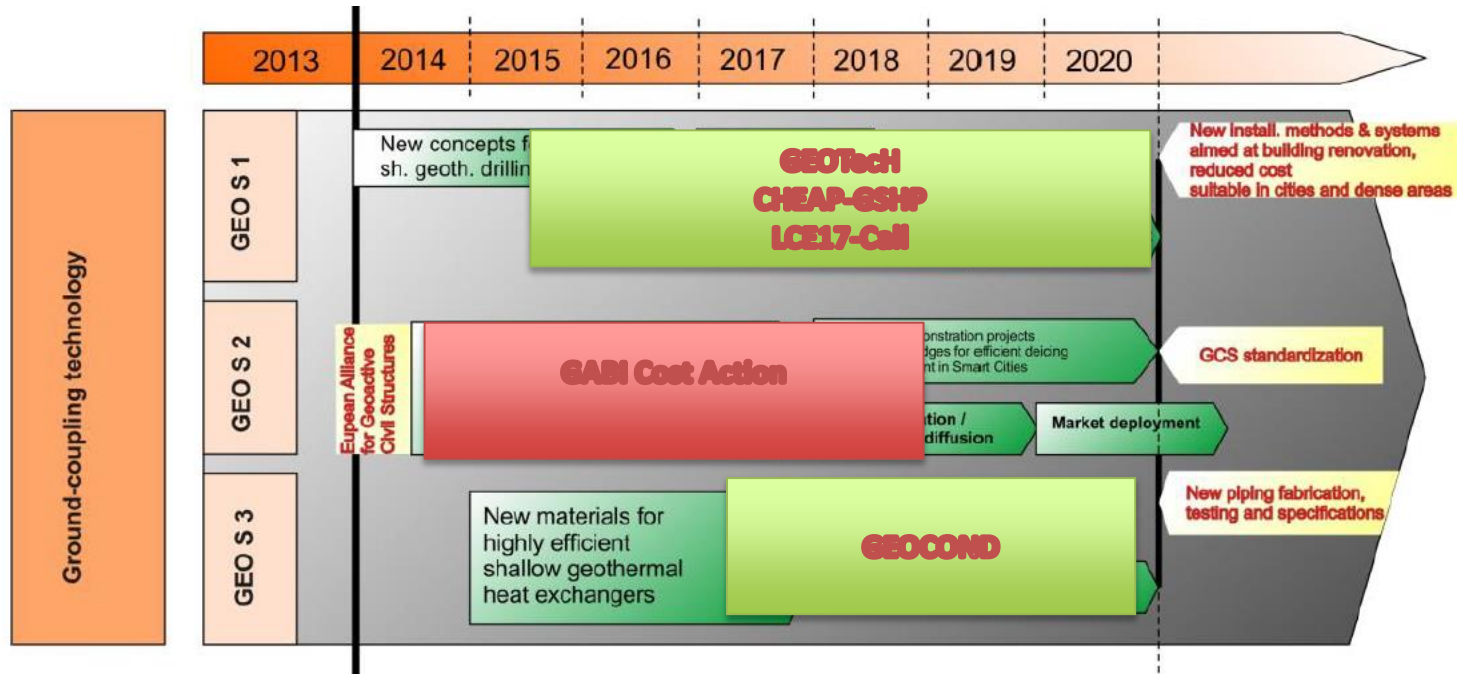 2013 2014 2015 2016 2017 2018 2019 2020
Ground-coupling technology
GEO S 1
New concepts f
sh. geoth. drillin
GEOTecH
CHEAP-GSHP
LCE17-Call
New install. methods & systems
aimed at building renovation,
reduced cost
suitable in cities and dense areas
GEO S 2
Eupean Alliance
for Geoactive
Civil Structures
GABI Cost Action
onstration projects
dges for efficient deicing
nt in Smart Cities
ation /
diffusion
Market deployment
GCS standardization
GEO S 3
New materials for
highly efficient
shallow geothermal
heat exchangers
GEOCOND
New piping fabrication,
testing and specifications